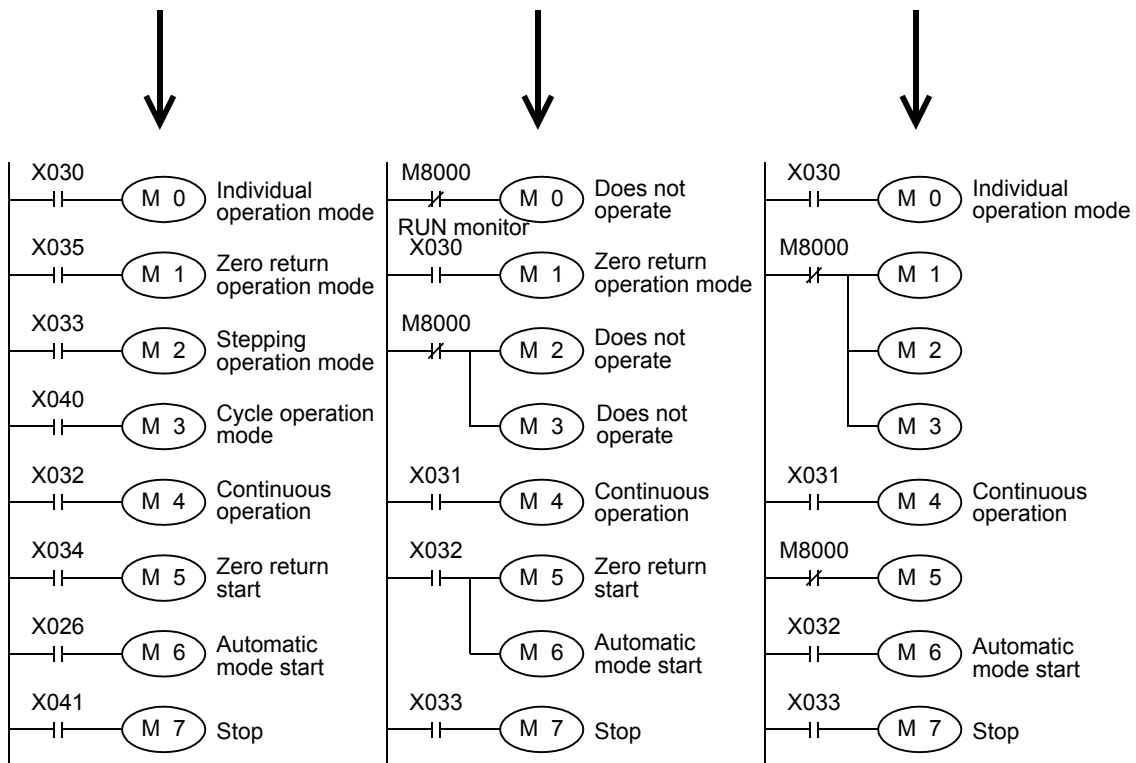 X030
M 0
Individual
operation mode
X035
M 1
Zero return
operation mode
X033
M 2
Stepping
operation mode
X040
M 3
Cycle operation
mode
X032
M 4
Continuous
operation
X034
M 5
Zero return
start
X026
M 6
Automatic
mode start
X041
M 7
Stop
M8000
M 0
Does not
operate
RUN monitor
X030
M 1
Zero return
operation mode
M8000
M 2
Does not
operate
M 3
Does not
operate
X031
M 4
Continuous
operation
X032
M 5
Zero return
start
M 6
Automatic
mode start
X033
M 7
Stop
X030
M 0
Individual
operation mode
M8000
M 1
M 2
M 3
X031
M 4
Continuous
operation
M8000
M 5
X032
M 6
Automatic
mode start
X033
M 7
Stop